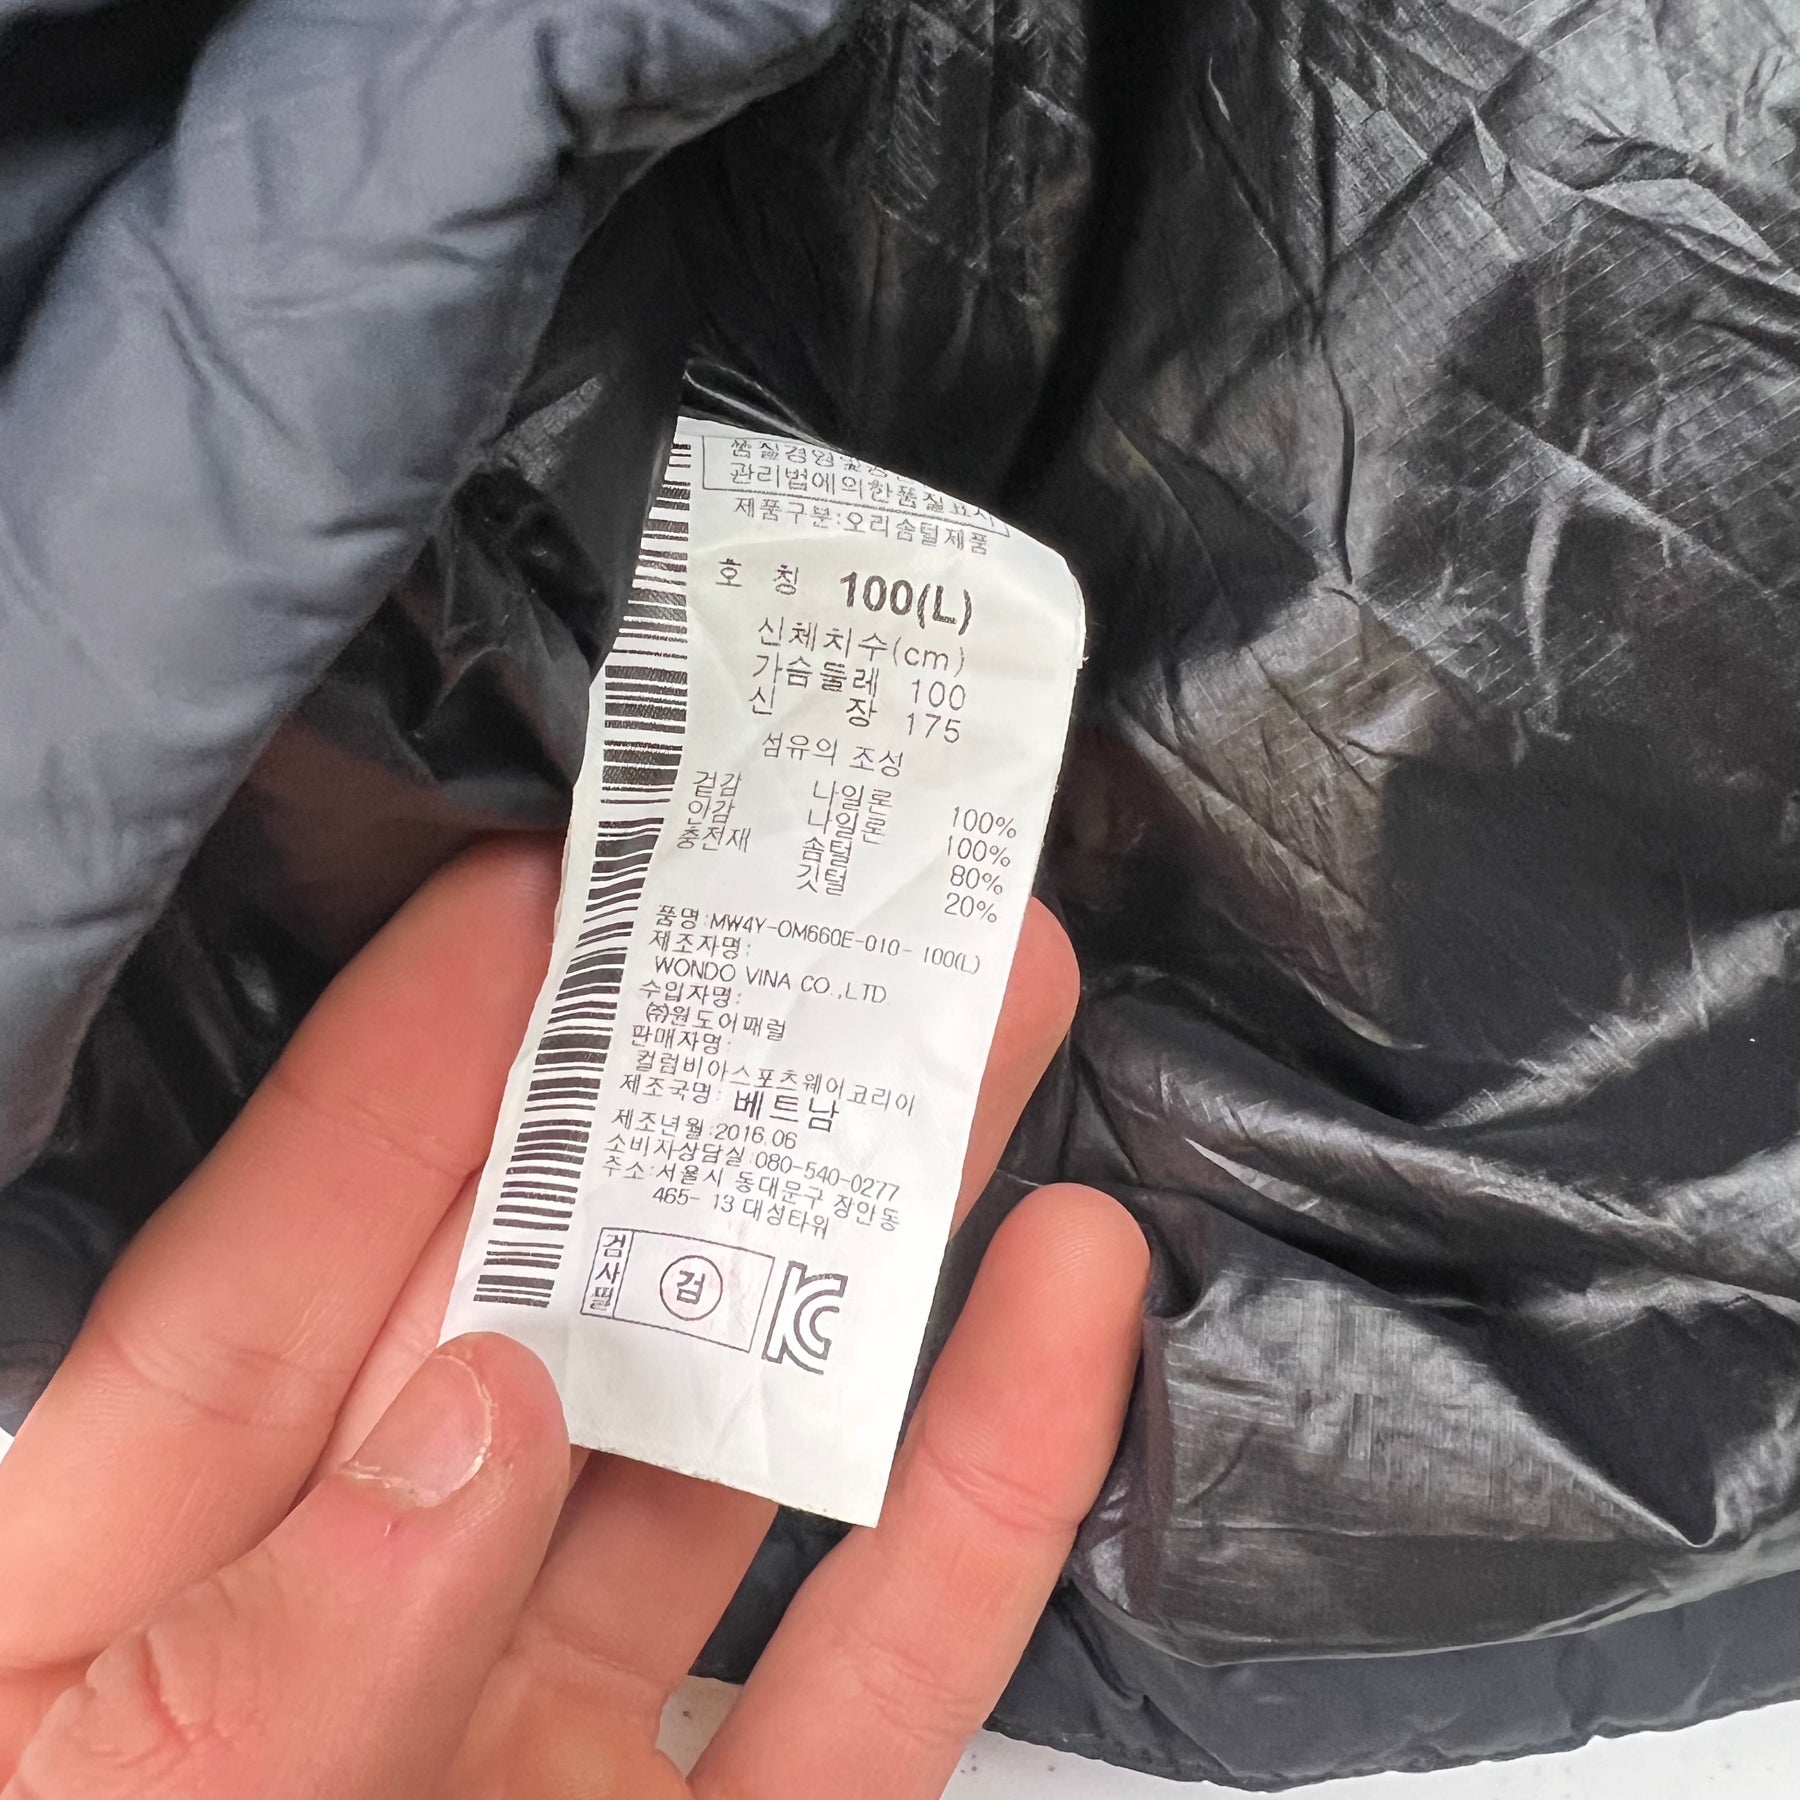 품질경영및공
관리법에의한품질표시
제품구분:오리솜털제품
호 칭 100(L)
신체치수(cm)
가슴둘레 100
신 장 175
섬유의 조성
겉감 나일론 100%
안감 나일론 100%
충전재 솜털 80%
깃털 20%
품명:MW4Y-OM660E-010-100(L)
제조자명:
WONDO VINA CO.,LTD
수입자명:
㈜원도어패럴
판매자명:
컬럼비아스포츠웨어코리아
제조국명: 베트남
제조년월:2016.06
소비자상담실:080-540-0277
주소:서울시 동대문구 장안동
465-13 대성타워
검사필 검
KC